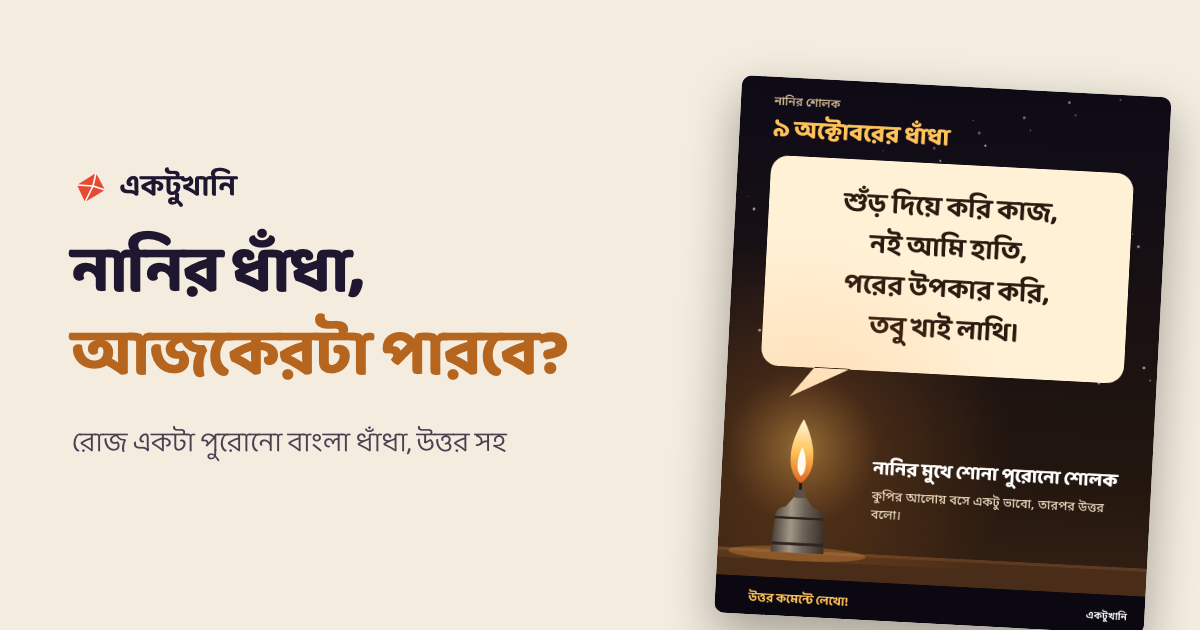 একটুখানি
নানির ধাঁধা,
আজকেরটা পারবে?
রোজ একটা পুরোনো বাংলা ধাঁধা, উত্তর সহ
নানির শোলক
৯ অক্টোবরের ধাঁধা
শুঁড় দিয়ে করি কাজ,
নই আমি হাতি,
পরের উপকার করি,
তবু খাই লাথি।
নানির মুখে শোনা পুরোনো শোলক
কুপির আলোয় বসে একটু ভাবো, তারপর উত্তর
বলো।
উত্তর কমেন্টে লেখো!
একটুখানি